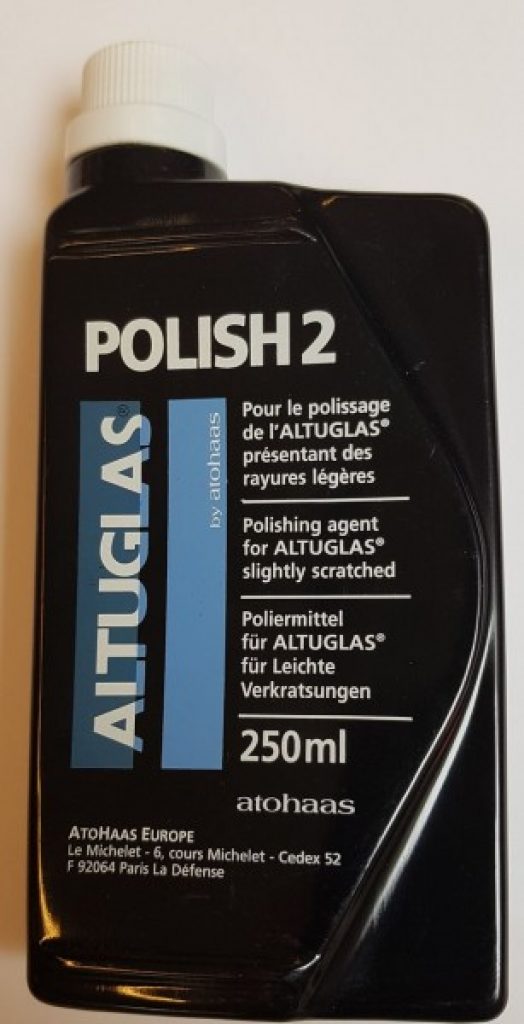 POLISH 2
ALTUGLAS®
by atohaas
Pour le polissage
de l'ALTUGLAS®
présentant des
rayures légères
Polishing agent
for ALTUGLAS®
slightly scratched
Poliermittel
für ALTUGLAS®
für Leichte
Verkratsungen
250ml
atohaas
ATOHAAS EUROPE
Le Michelet - 6, cours Michelet - Cedex 52
F 92064 Paris La Défense